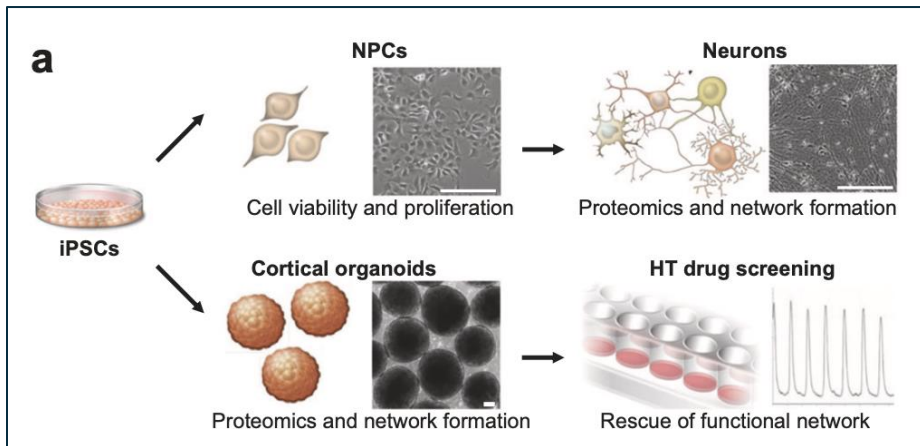 a
NPCs
Neurons
Cell viability and proliferation
Proteomics and network formation
iPSCs
Cortical organoids
HT drug screening
Proteomics and network formation
Rescue of functional network